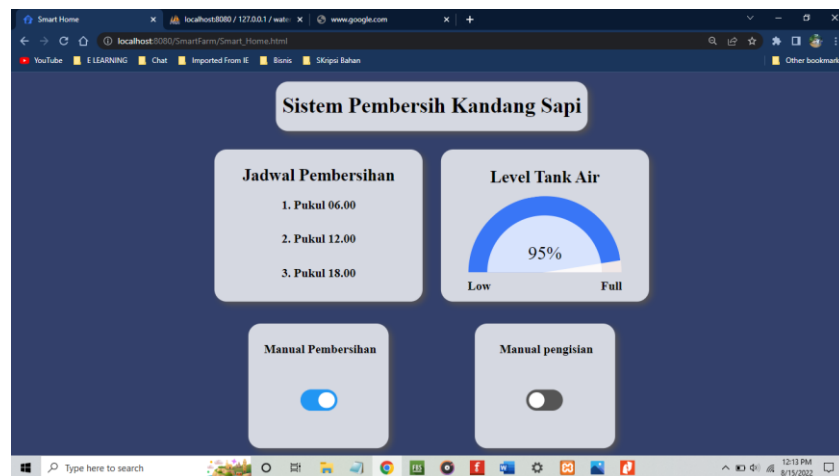 Smart Home
localhost:8080 / 127.0.0.1 / water
www.google.com
localhost:8080/SmartFarm/Smart_Home.html
YouTube E LEARNING Chat Imported From IE Bisnis SKripsi Bahan Other bookmark
Sistem Pembersih Kandang Sapi
Jadwal Pembersihan
1. Pukul 06.00
2. Pukul 12.00
3. Pukul 18.00
Level Tank Air
95%
Low Full
Manual Pembersihan
Manual pengisian
Type here to search
12:13 PM
8/15/2022